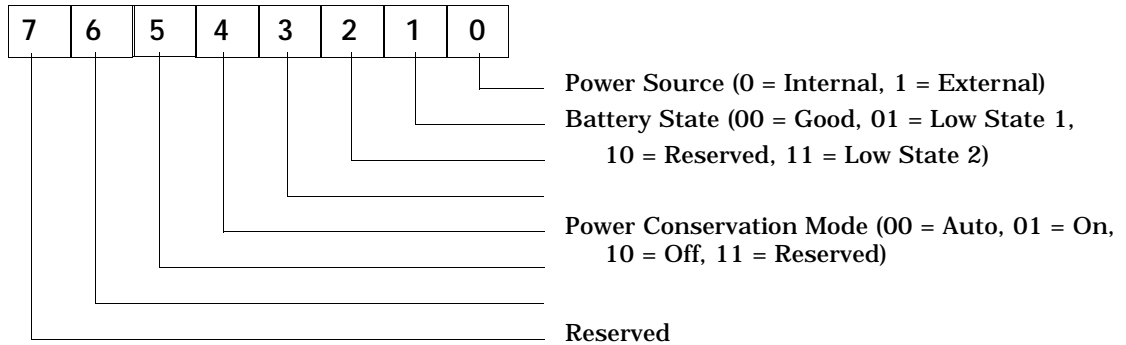 7 6 5 4 3 2 1 0
Power Source (0 = Internal, 1 = External)
Battery State (00 = Good, 01 = Low State 1,
10 = Reserved, 11 = Low State 2)
Power Conservation Mode (00 = Auto, 01 = On,
10 = Off, 11 = Reserved)
Reserved